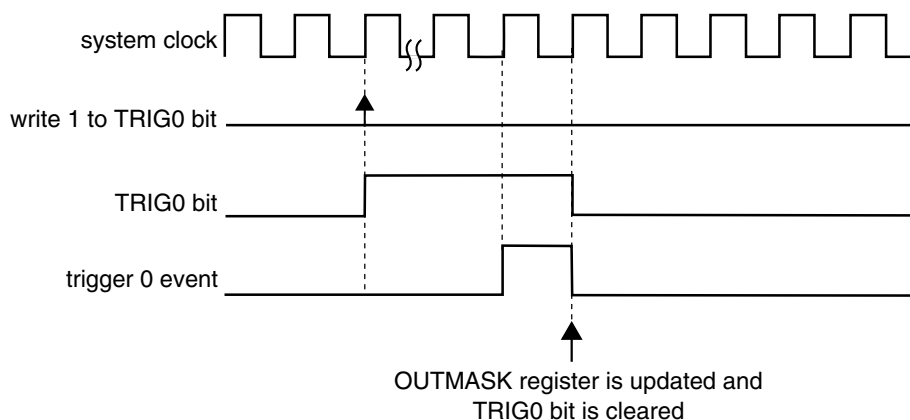 system clock
write 1 to TRIG0 bit
TRIG0 bit
trigger 0 event
OUTMASK register is updated and
TRIG0 bit is cleared